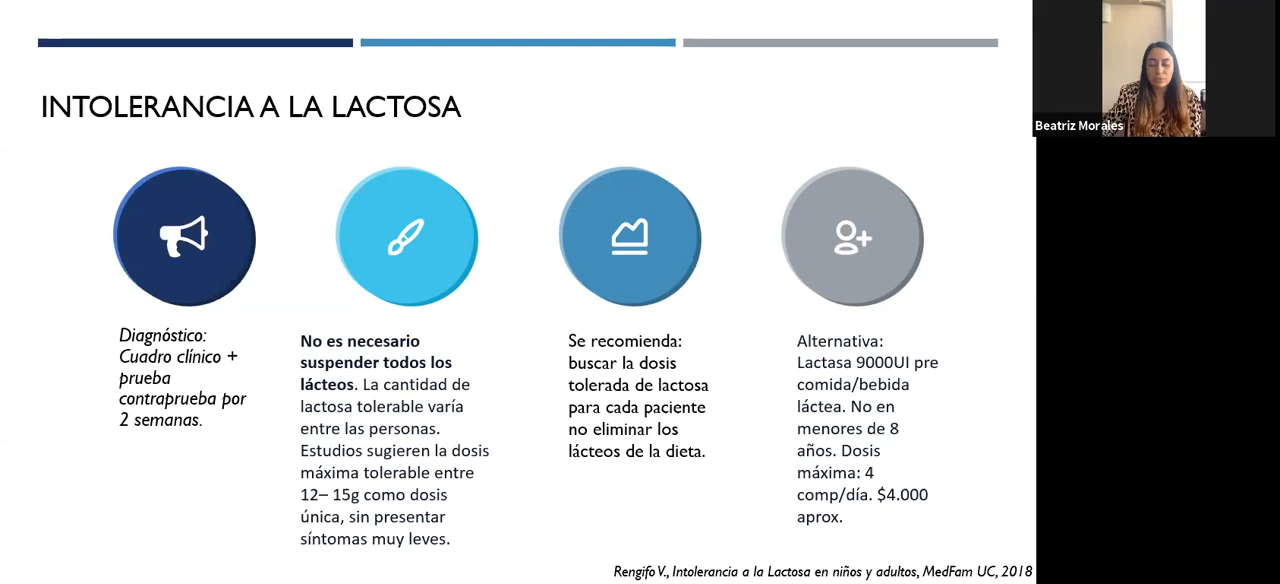 INTOLERANCIA A LA LACTOSA
Beatriz Morales
Diagnóstico:
Cuadro clínico +
prueba
contraprueba por
2 semanas.
No es necesario
suspender todos los
lácteos. La cantidad de
lactosa tolerable varía
entre las personas.
Estudios sugieren la dosis
máxima tolerable entre
12– 15g como dosis
única, sin presentar
síntomas muy leves.
Se recomienda:
buscar la dosis
tolerada de lactosa
para cada paciente
no eliminar los
lácteos de la dieta.
Alternativa:
Lactasa 9000UI pre
comida/bebida
láctea. No en
menores de 8
años. Dosis
máxima: 4
comp/día. $4.000
aprox.
Rengifo V., Intolerancia a la Lactosa en niños y adultos, MedFam UC, 2018